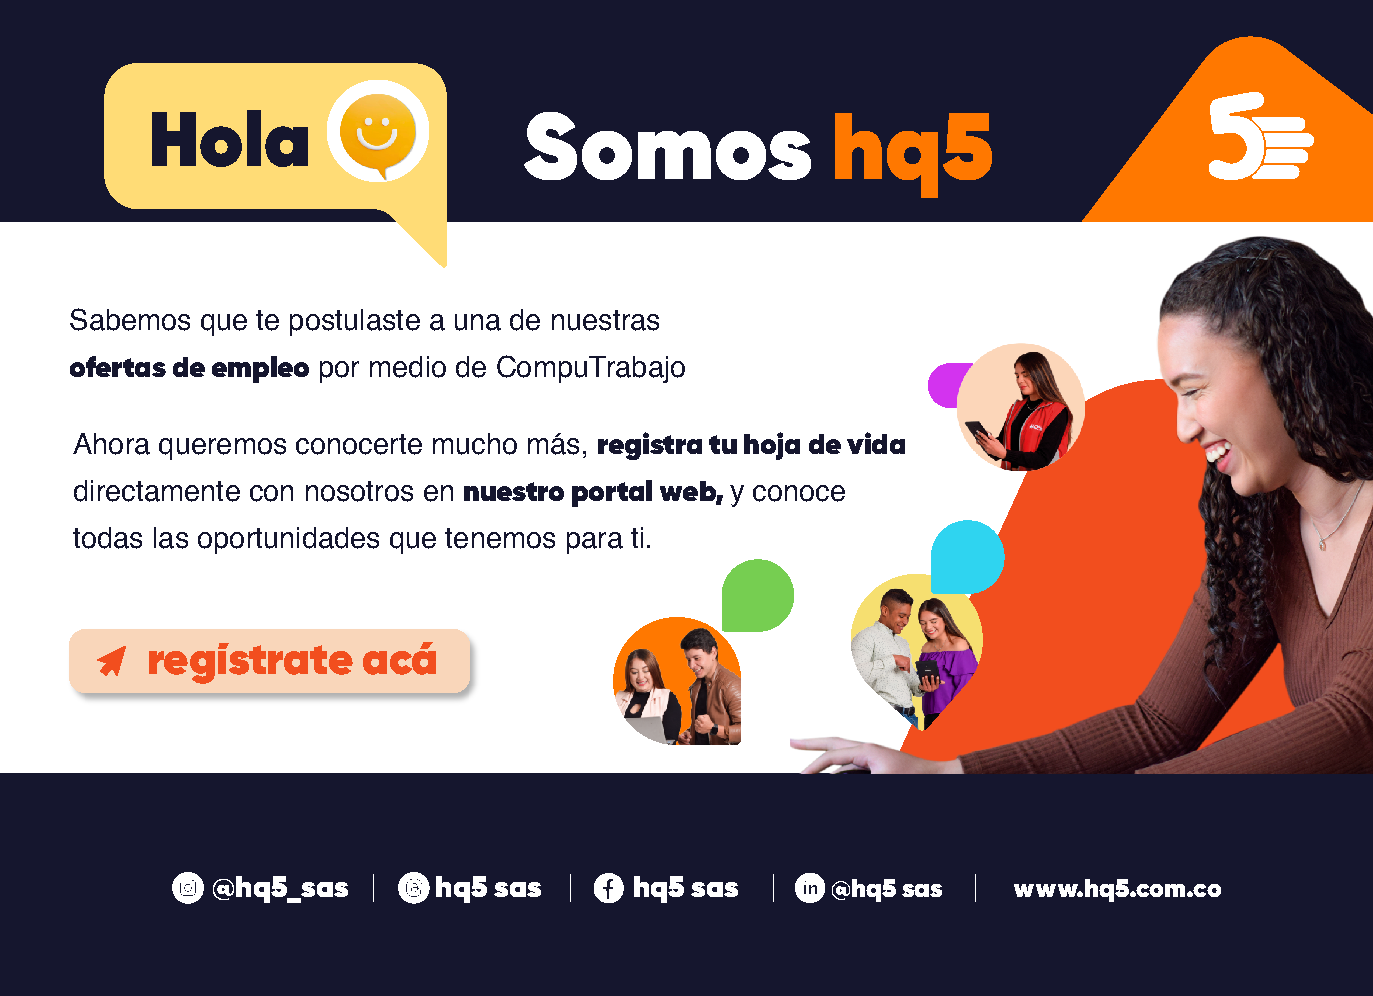 Hola
Somos hq5
5
Sabemos que te postulaste a una de nuestras
ofertas de empleo por medio de CompuTrabajo
Ahora queremos conocerte mucho más, registra tu hoja de vida
directamente con nosotros en nuestro portal web, y conoce
todas las oportunidades que tenemos para ti.
regístrate acá
@hq5_sas
hq5 sas
hq5 sas
in @hq5 sas
www.hq5.com.co